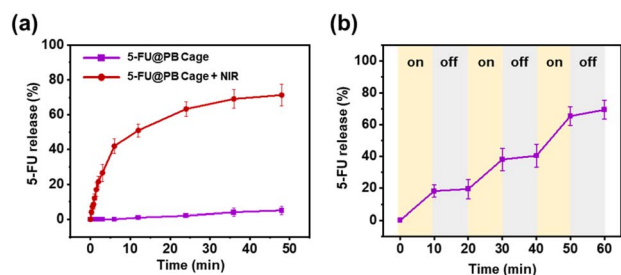 (a)
5-FU@PB Cage
5-FU@PB Cage + NIR
5-FU release (%)
80
60
40
20
0
0 10 20 30 40 50
Time (min)
(b)
on off on off on off
5-FU release (%)
100
80
60
40
20
0
0 10 20 30 40 50 60
Time (min)